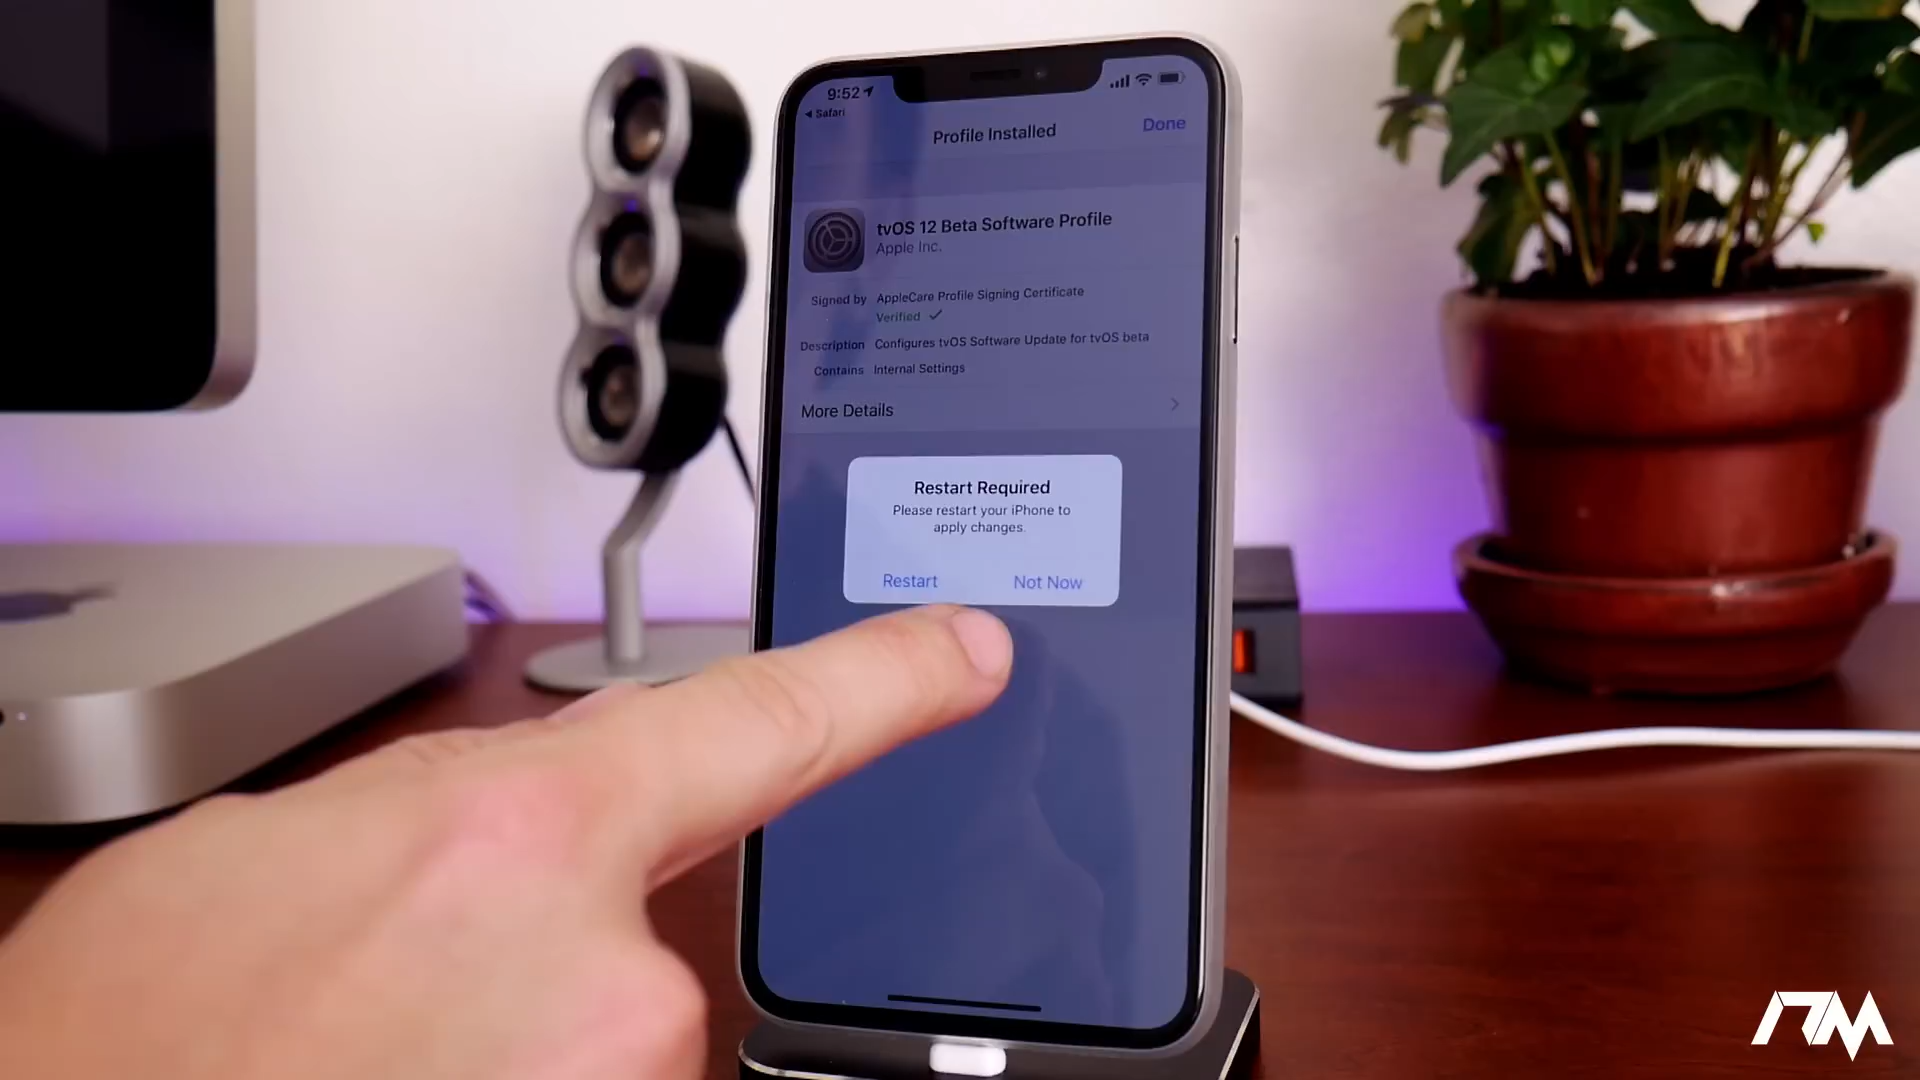 9:52
◀ Safari
Profile Installed
Done
tvOS 12 Beta Software Profile
Apple Inc.
Signed by AppleCare Profile Signing Certificate
Verified ✓
Description Configures tvOS Software Update for tvOS beta
Contains Internal Settings
More Details
Restart Required
Please restart your iPhone to
apply changes.
Restart
Not Now